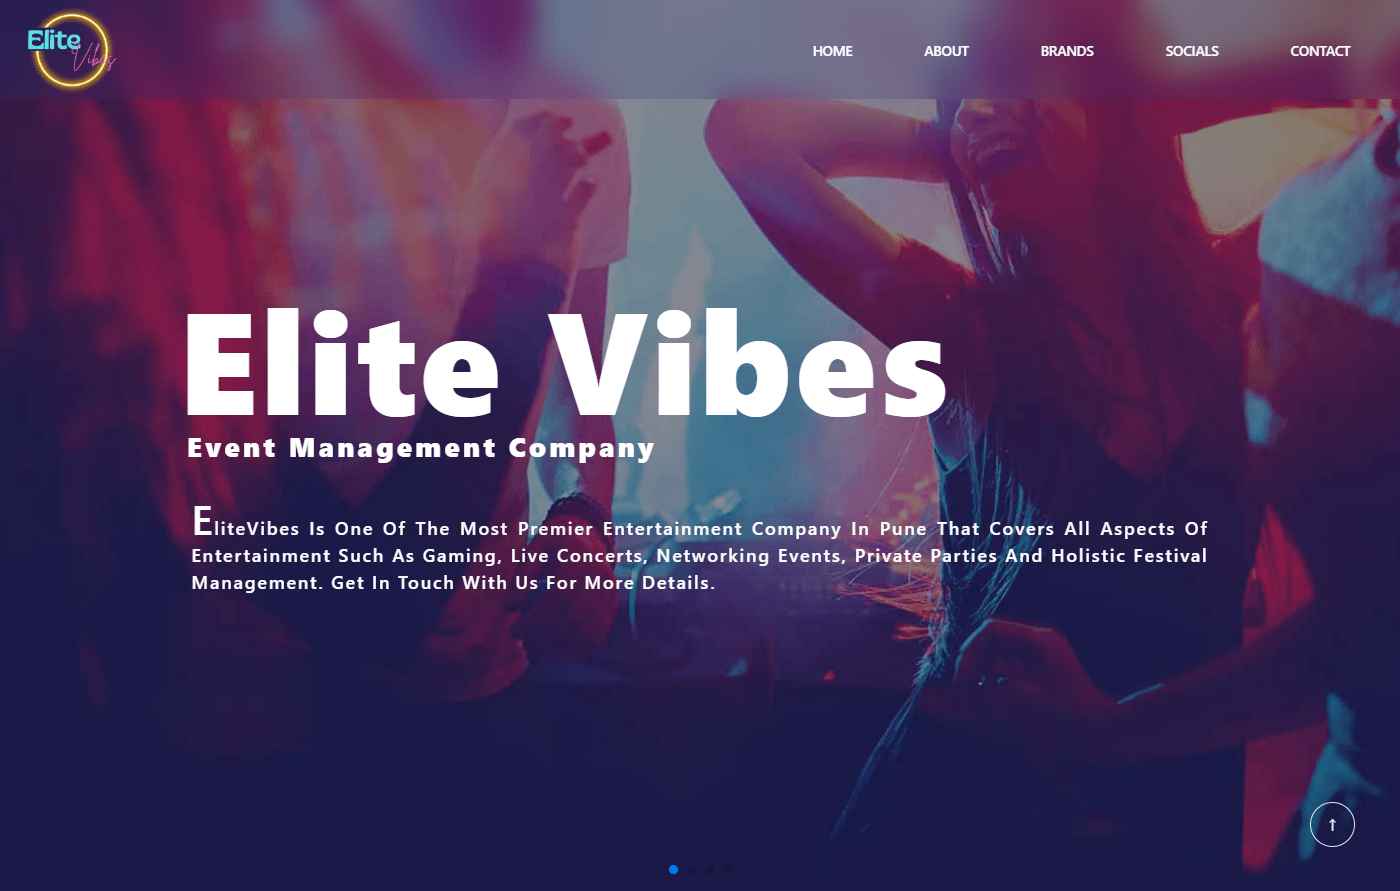 Elite
Vibes
HOME ABOUT BRANDS SOCIALS CONTACT
Elite Vibes
Event Management Company
EliteVibes Is One Of The Most Premier Entertainment Company In Pune That Covers All Aspects Of
Entertainment Such As Gaming, Live Concerts, Networking Events, Private Parties And Holistic Festival
Management. Get In Touch With Us For More Details.
↑